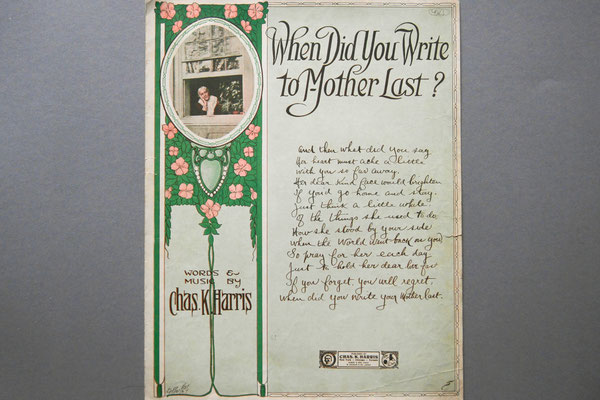 When Did You Write
to Mother Last?
And then what did you say
Her heart must ache a little
with you so far away.
Her dear kind face would brighten
If you'd go home and stay.
Just think a little while
of the things she used to do.
How she stood by your side
when the World went back on you
So pray for her each day
Just to hold her dear
If you forget you will regret.
when did you write your Mother last.
WORDS &
MUSIC BY
Chas. K. Harris
CHAS. K. HARRIS